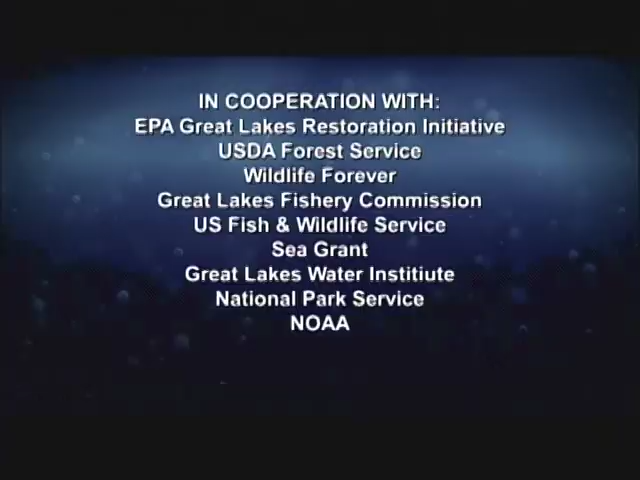 IN COOPERATION WITH:
EPA Great Lakes Restoration Initiative
USDA Forest Service
Wildlife Forever
Great Lakes Fishery Commission
US Fish & Wildlife Service
Sea Grant
Great Lakes Water Institiute
National Park Service
NOAA